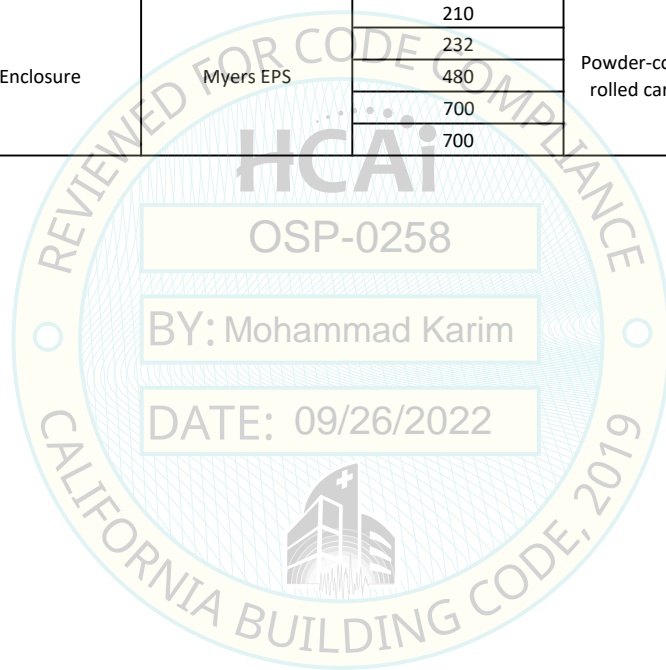 210
232
Enclosure Myers EPS 480 Powder-co
rolled car
700
700
REVIEWED FOR CODE COMPLIANCE
HCAi
OSP-0258
BY: Mohammad Karim
DATE: 09/26/2022
CALIFORNIA BUILDING CODE, 2019